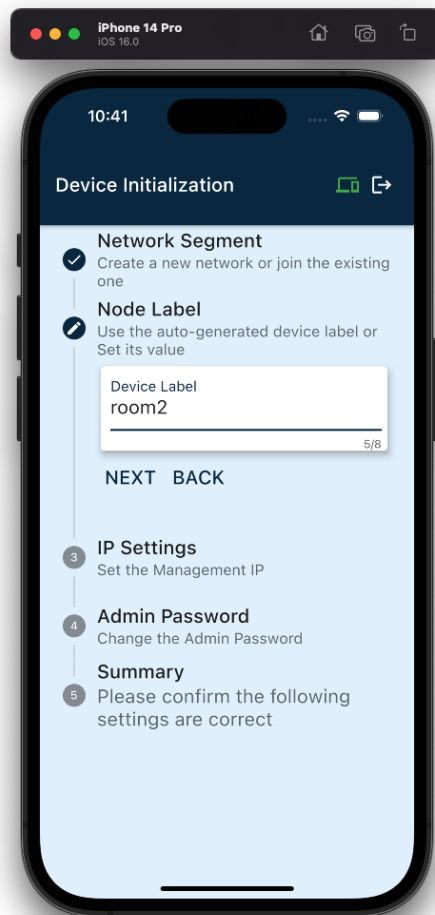 iPhone 14 Pro
iOS 16.0
10:41
Device Initialization
Network Segment
Create a new network or join the existing
one
Node Label
Use the auto-generated device label or
Set its value
Device Label
room2
5/8
NEXT BACK
3
IP Settings
Set the Management IP
4
Admin Password
Change the Admin Password
Summary
5
Please confirm the following
settings are correct